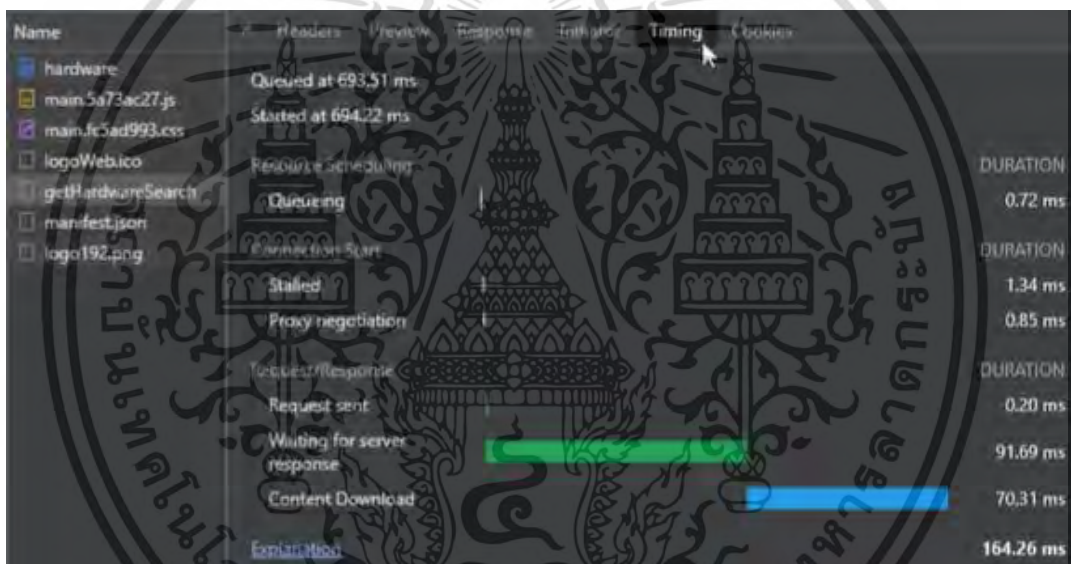 Name
hardware
main.5a73ac27.js
main.fc5ad993.css
logoWeb.ico
getHardwareSearch
manifest.json
logo192.png
× Headers Preview Response Initiator Timing Cookies
Queued at 693.51 ms
Started at 694.22 ms
Resource Scheduling DURATION
Queueing 0.72 ms
Connection Start DURATION
Stalled 1.34 ms
Proxy negotiation 0.85 ms
Request/Response DURATION
Request sent 0.20 ms
Waiting for server
response 91.69 ms
Content Download 70.31 ms
Explanation 164.26 ms